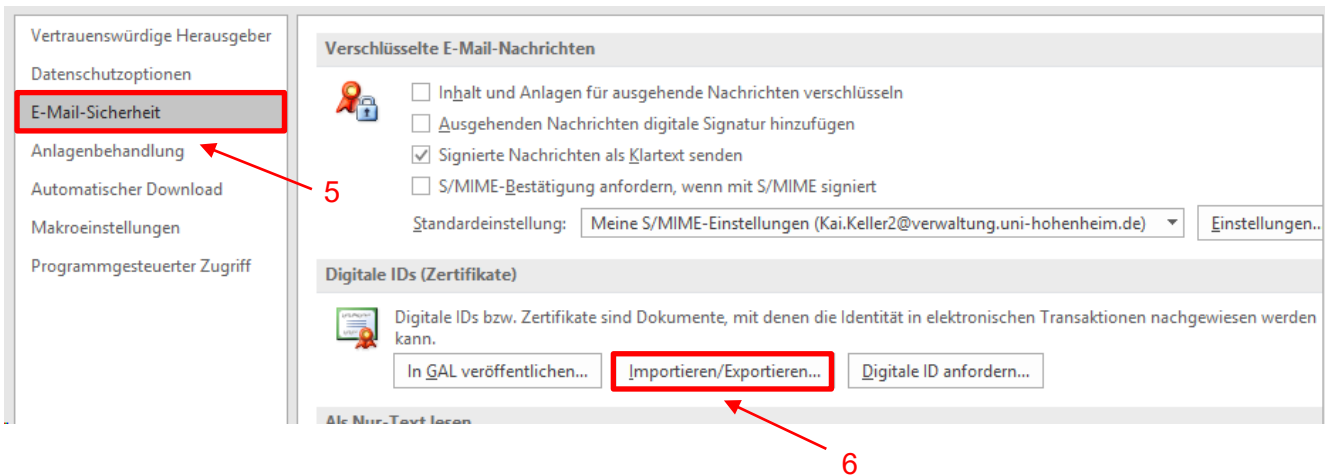 Vertrauenswürdige Herausgeber
Datenschutzoptionen
E-Mail-Sicherheit
Anlagenbehandlung
5
Automatischer Download
Makroeinstellungen
Programmgesteuerter Zugriff
Verschlüsselte E-Mail-Nachrichten
Inhalt und Anlagen für ausgehende Nachrichten verschlüsseln
Ausgehenden Nachrichten digitale Signatur hinzufügen
Signierte Nachrichten als Klartext senden
S/MIME-Bestätigung anfordern, wenn mit S/MIME signiert
Standardeinstellung: Meine S/MIME-Einstellungen (Kai.Keller2@verwaltung.uni-hohenheim.de) Einstellungen...
Digitale IDs (Zertifikate)
Digitale IDs bzw. Zertifikate sind Dokumente, mit denen die Identität in elektronischen Transaktionen nachgewiesen werden
kann.
In GAL veröffentlichen... Importieren/Exportieren... Digitale ID anfordern...
Als Nur-Text lesen
6